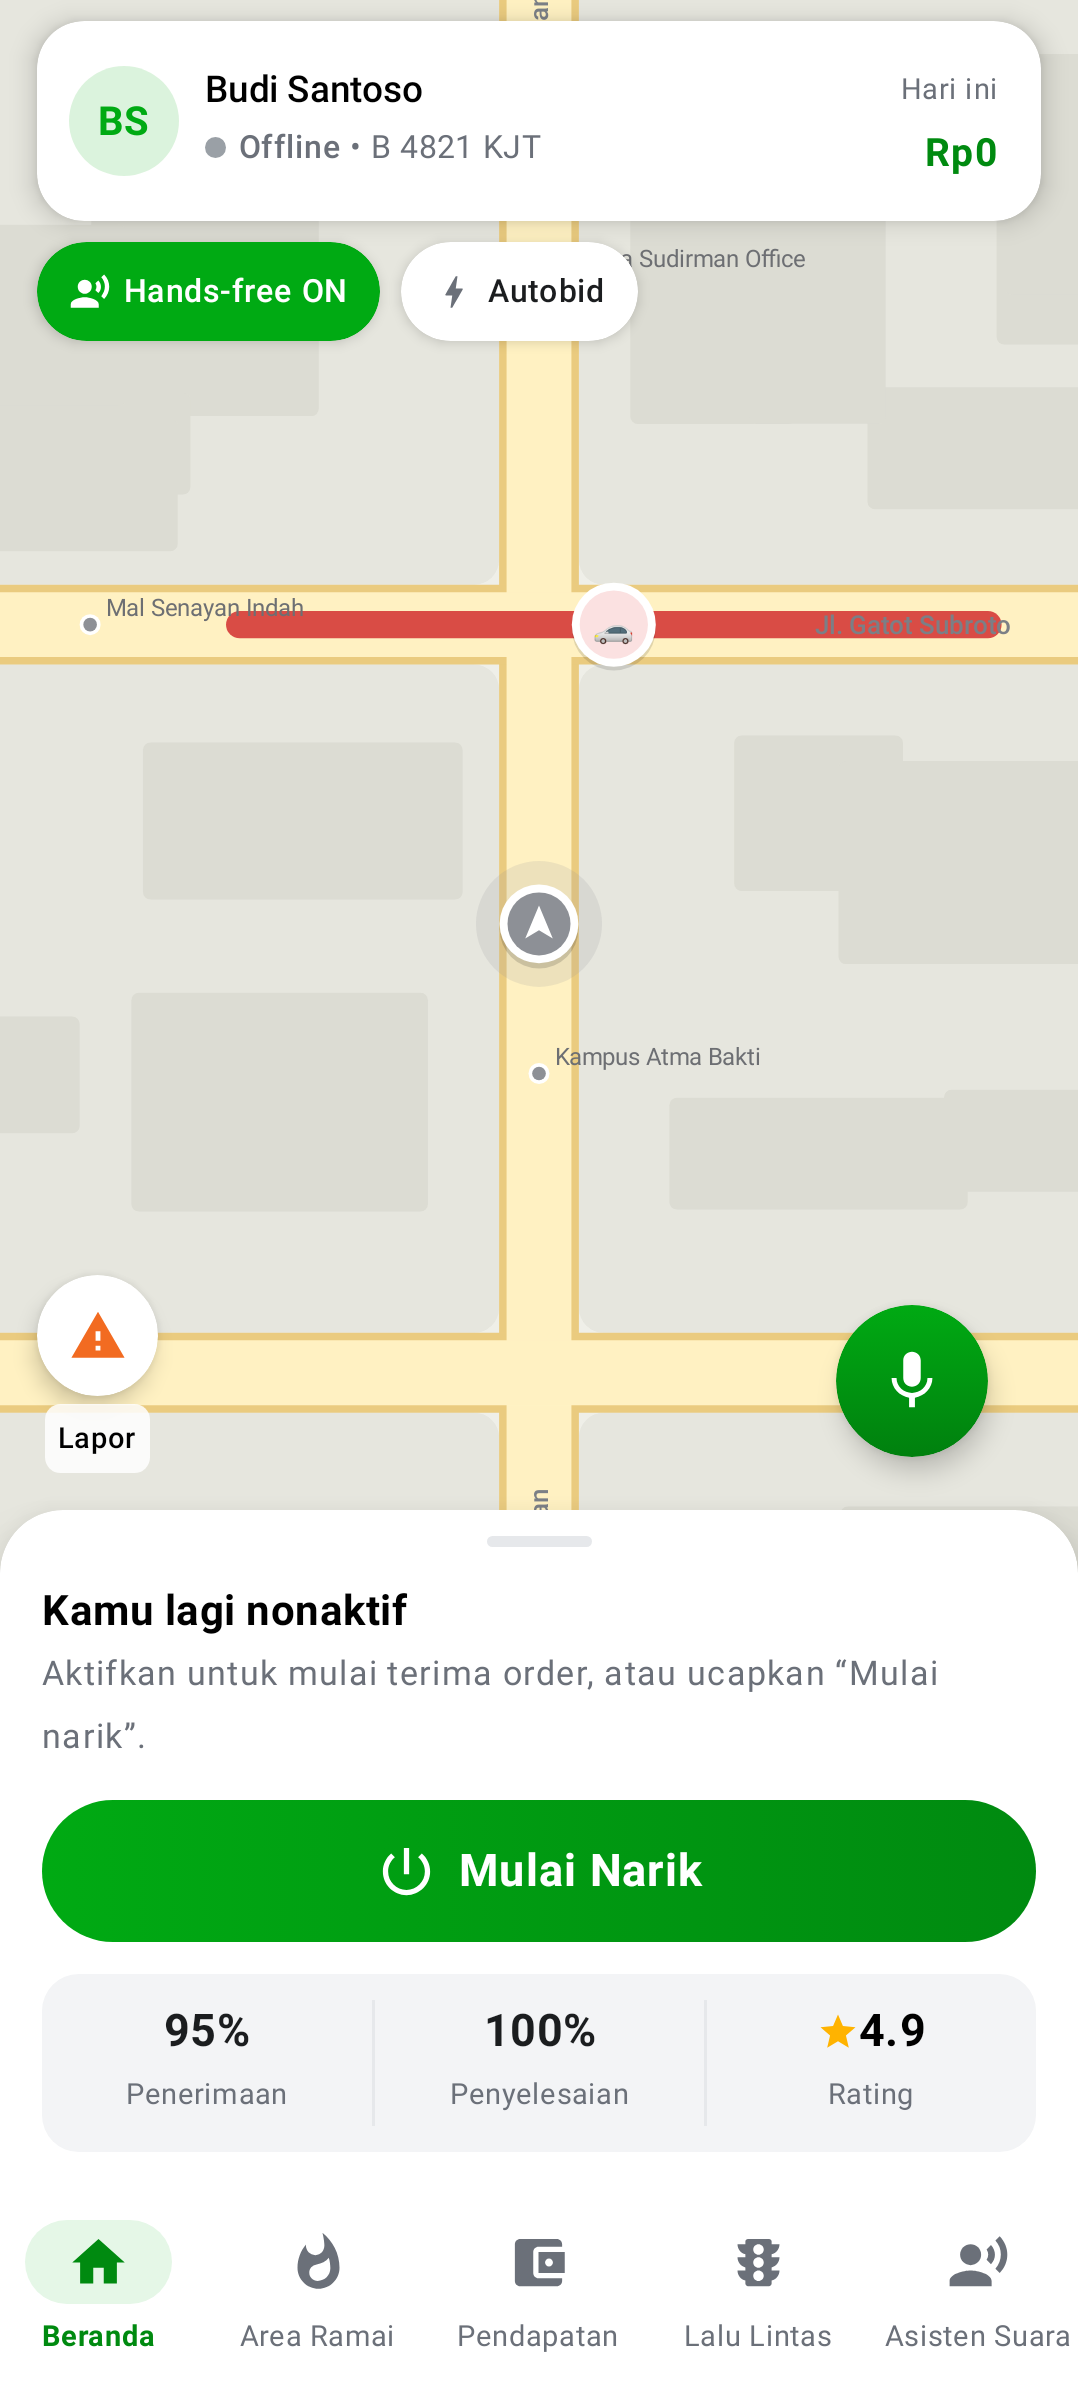 BS
Budi Santoso
Offline • B 4821 KJT
Hari ini
Rp0
Hands-free ON
Autobid
Sudirman Office
Mal Senayan Indah
Jl. Gatot Subroto
Kampus Atma Bakti
Lapor
Kamu lagi nonaktif
Aktifkan untuk mulai terima order, atau ucapkan “Mulai
narik”.
Mulai Narik
95%
Penerimaan
100%
Penyelesaian
4.9
Rating
Beranda
Area Ramai
Pendapatan
Lalu Lintas
Asisten Suara